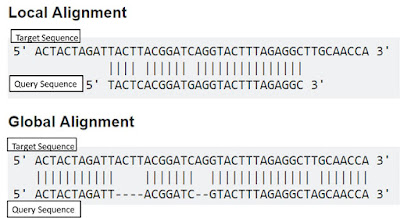 Local Alignment
Target Sequence
5' ACTACTAGATTACTTACGGATCAGGTACTTTAGAGGCTTGCAACCA 3'
|||| |||||| |||||||||||||||
Query Sequence
5' TACTCACGGATGAGGTACTTTAGAGGC 3'
Global Alignment
Target Sequence
5' ACTACTAGATTACTTACGGATCAGGTACTTTAGAGGCTTGCAACCA 3'
||||||||||| ||||||| |||||||||||||| |||||||
5' ACTACTAGATT----ACGGATC--GTACTTTAGAGGCTAGCAACCA 3'
Query Sequence